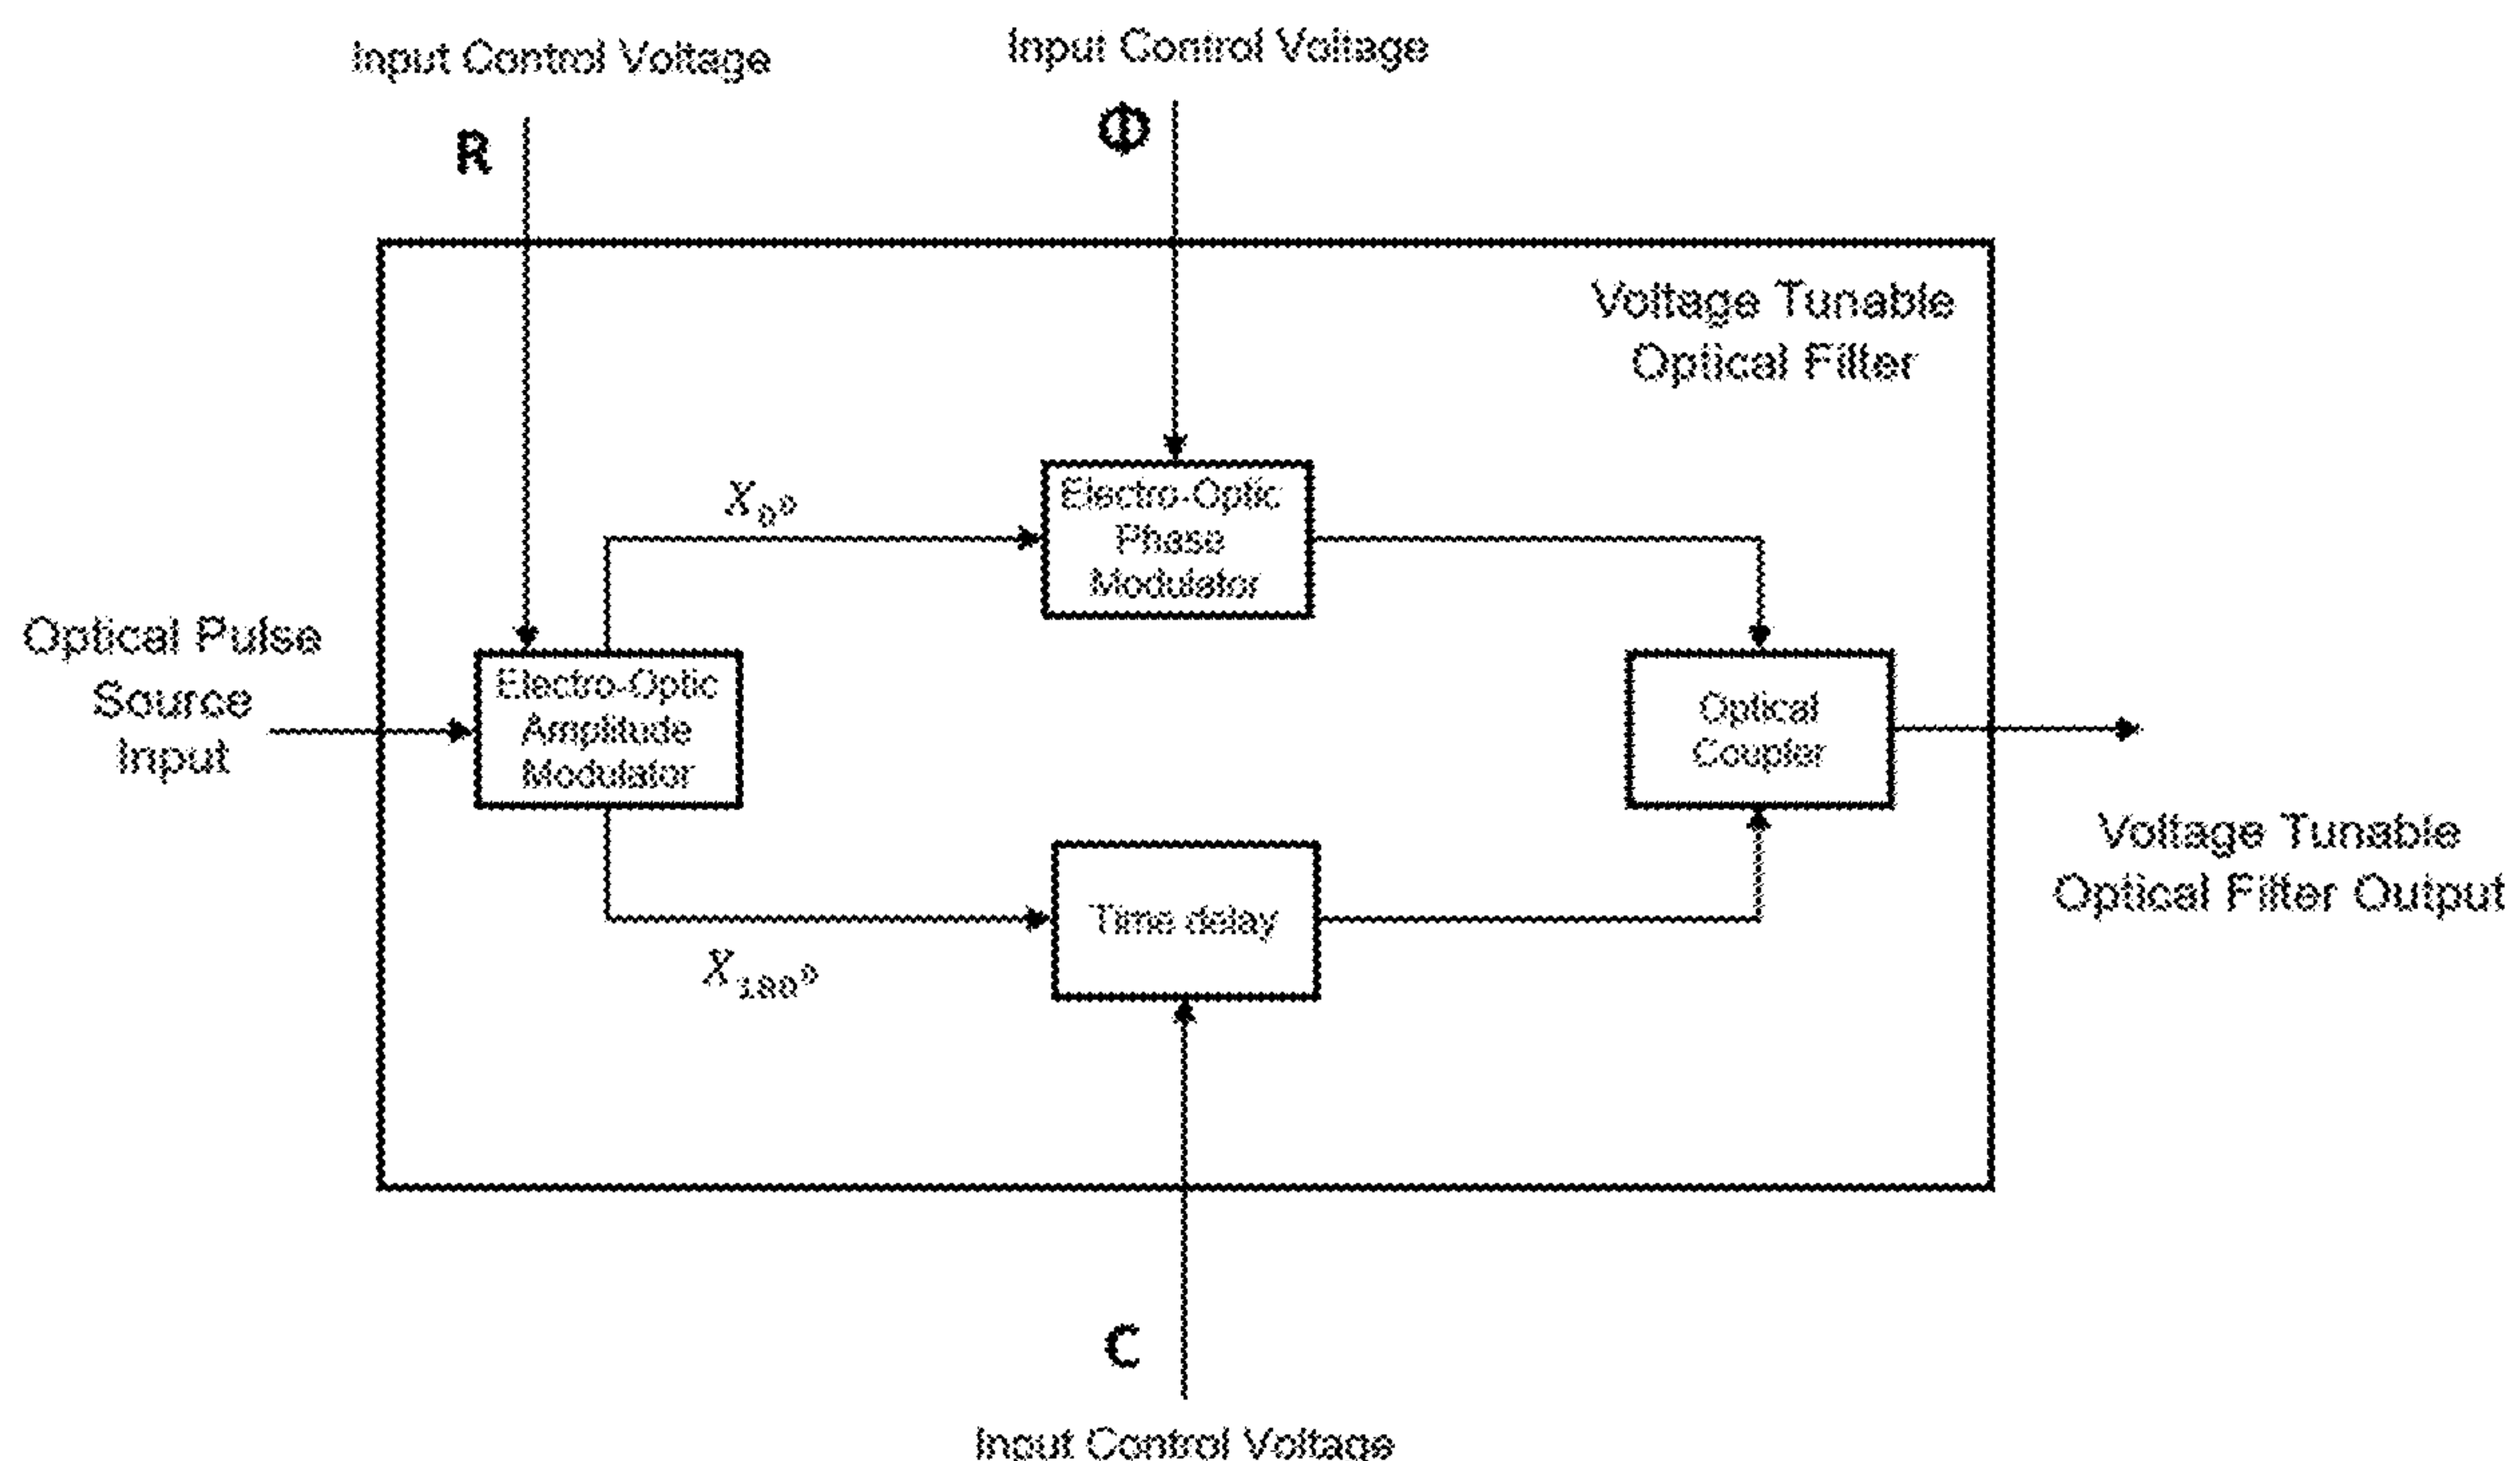 Input Control Voltage
R
Input Control Voltage
Φ
Voltage Tunable
Optical Filter
X₀°
Electro-Optic
Phase
Modulator
Optical Pulse
Source
Input
Electro-Optic
Amplitude
Modulator
Optical
Coupler
Voltage Tunable
Optical Filter Output
Time delay
X₁₈₀°
C
Input Control Voltage